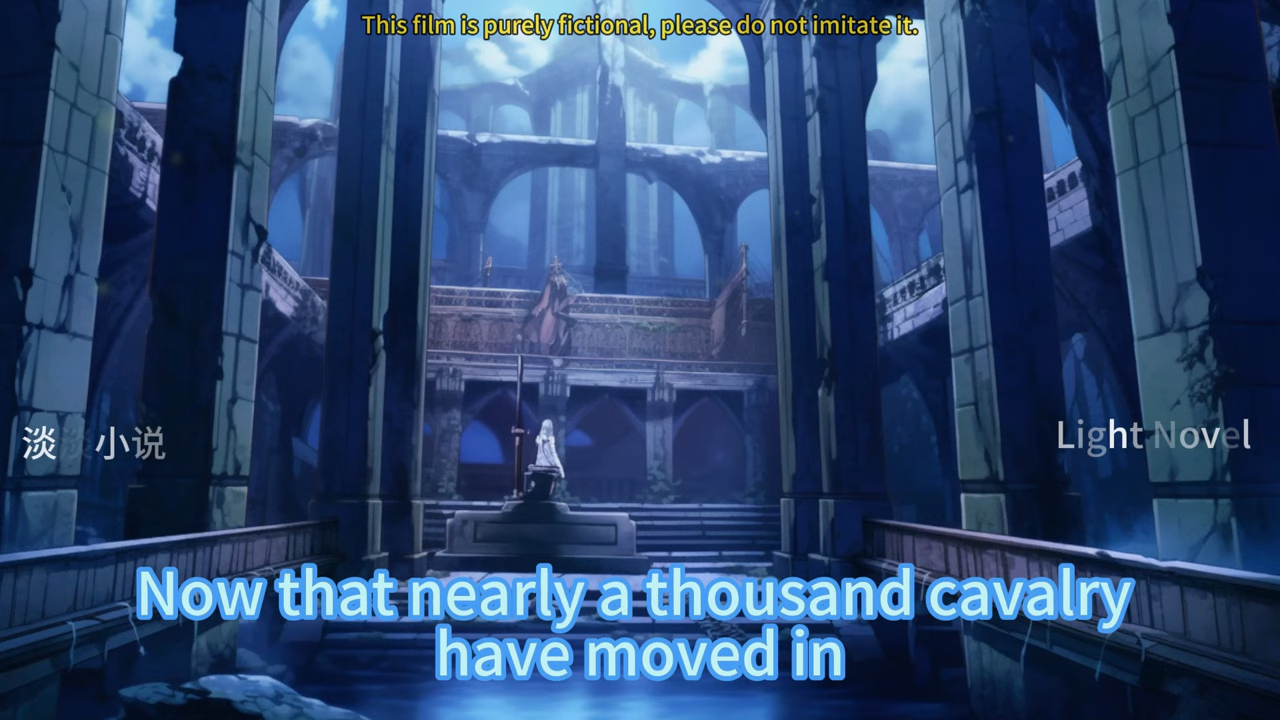 This film is purely fictional, please do not imitate it.
淡淡小说
Light Novel
Now that nearly a thousand cavalry
have moved in